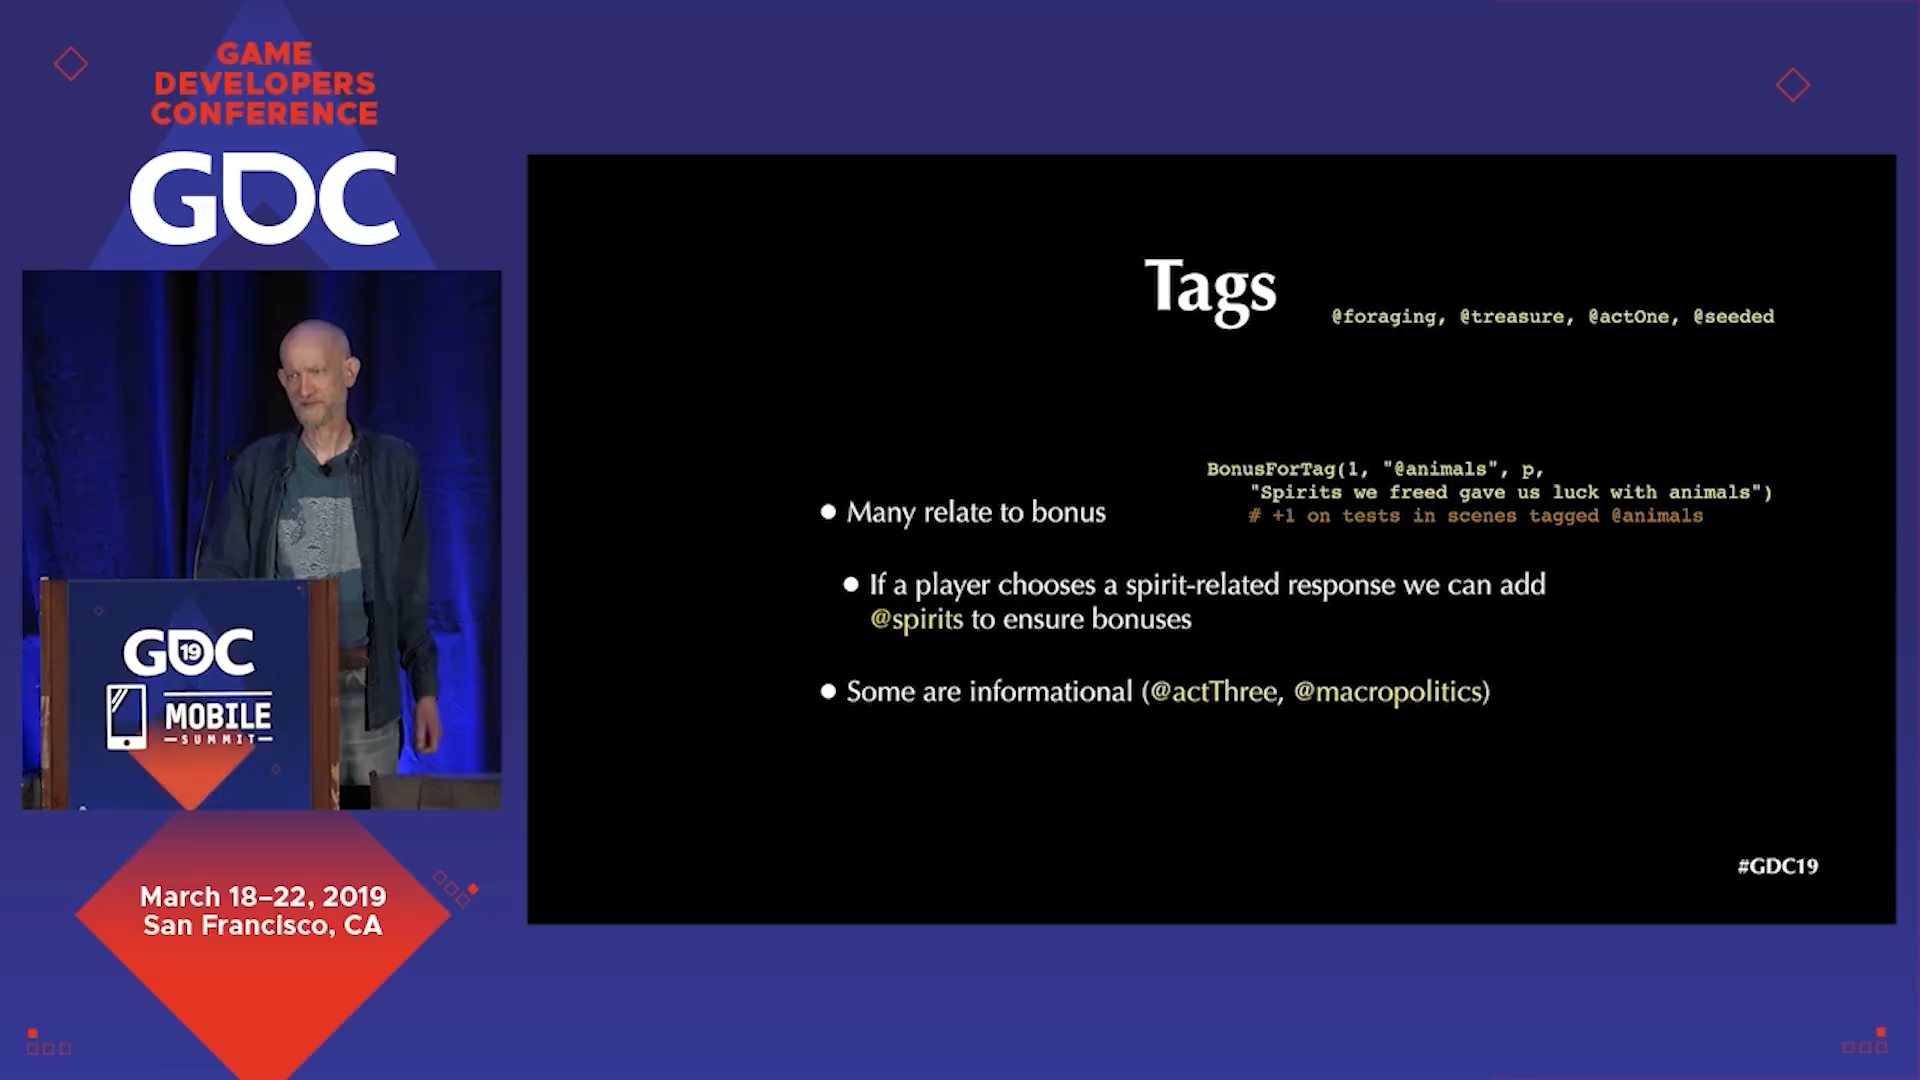 GAME
DEVELOPERS
CONFERENCE
GDC
GDC
19
MOBILE
SUMMIT
March 18–22, 2019
San Francisco, CA
Tags
@foraging, @treasure, @actOne, @seeded
BonusForTag(1, "@animals", p,
"Spirits we freed gave us luck with animals")
# +1 on tests in scenes tagged @animals
● Many relate to bonus
● If a player chooses a spirit-related response we can add
@spirits to ensure bonuses
● Some are informational (@actThree, @macropolitics)
#GDC19